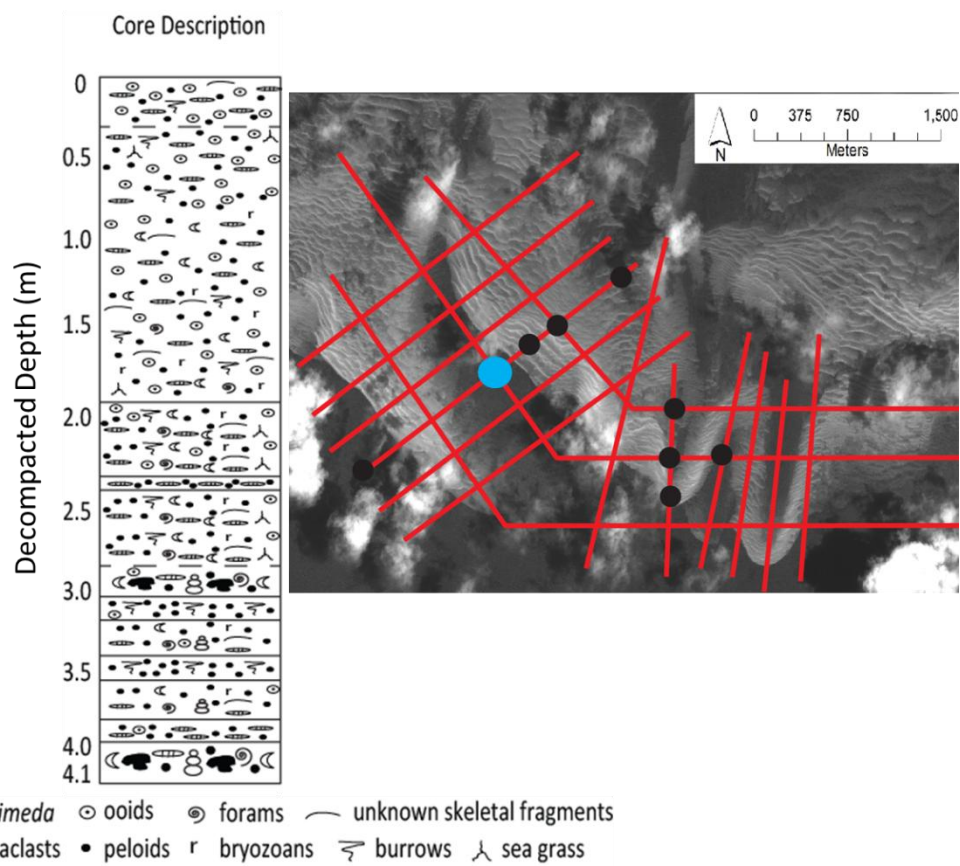 Core Description
Decompacted Depth (m)
0
0.5
1.0
1.5
2.0
2.5
3.0
3.5
4.0
4.1
0 375 750 1,500
Meters
N
imeda ooids forams unknown skeletal fragments
aclasts peloids r bryozoans burrows sea grass